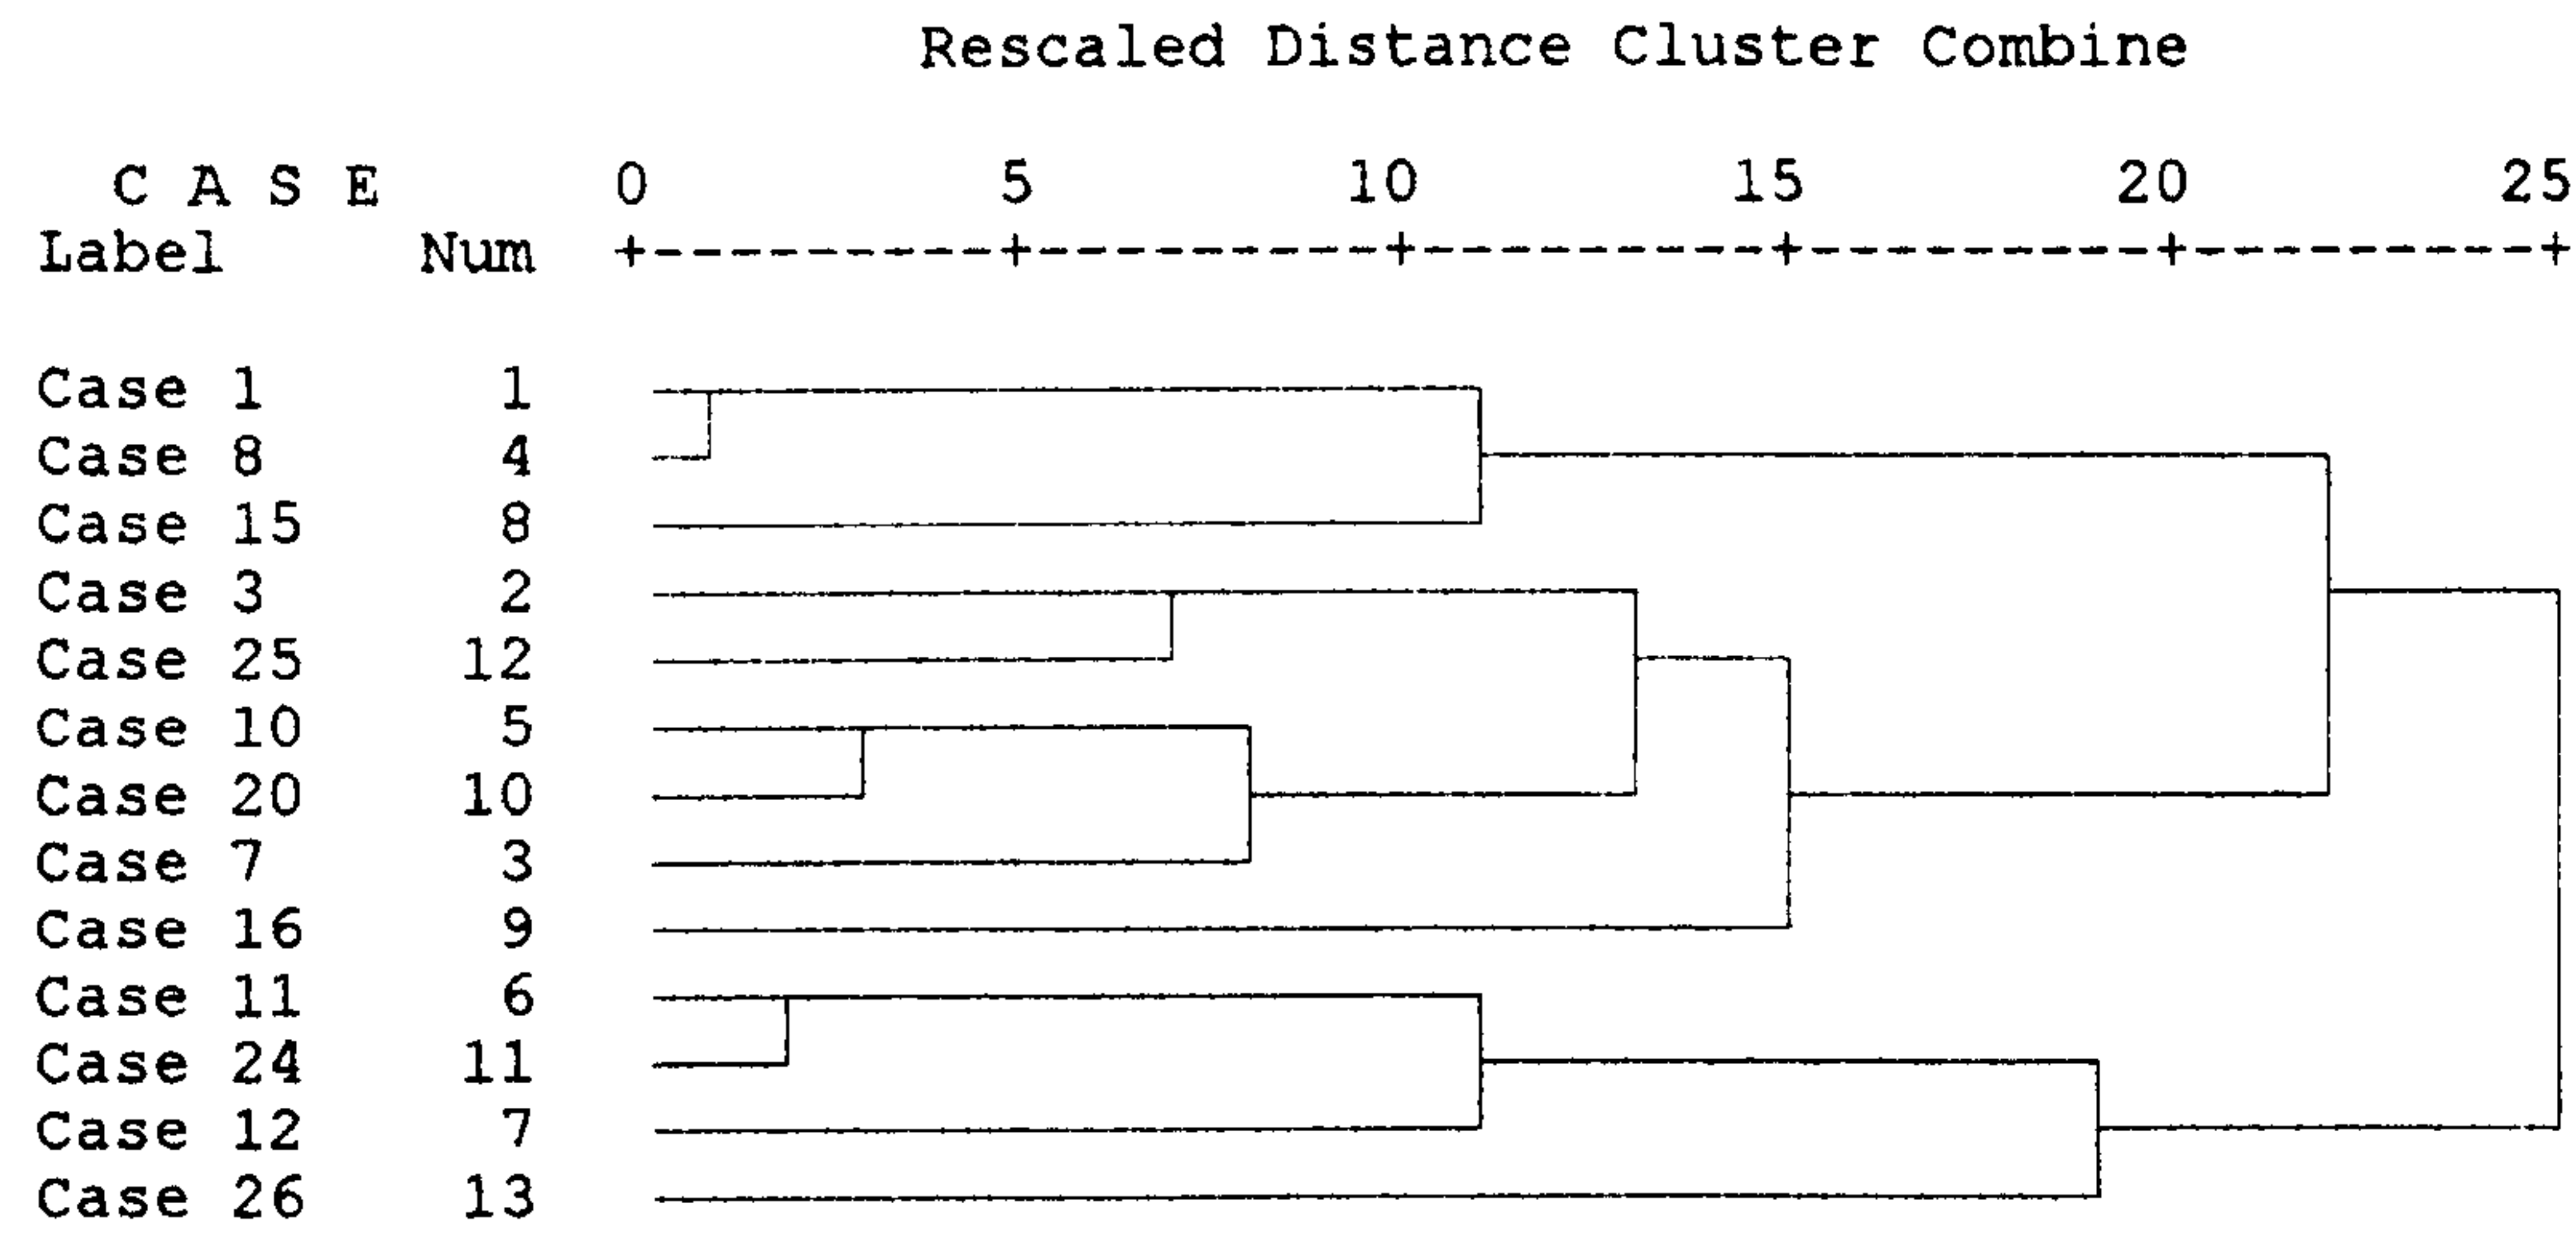 Rescaled Distance Cluster Combine
C A S E 0 5 10 15 20 25
Label Num +---------+---------+---------+---------+---------+
Case 1 1
Case 8 4
Case 15 8
Case 3 2
Case 25 12
Case 10 5
Case 20 10
Case 7 3
Case 16 9
Case 11 6
Case 24 11
Case 12 7
Case 26 13